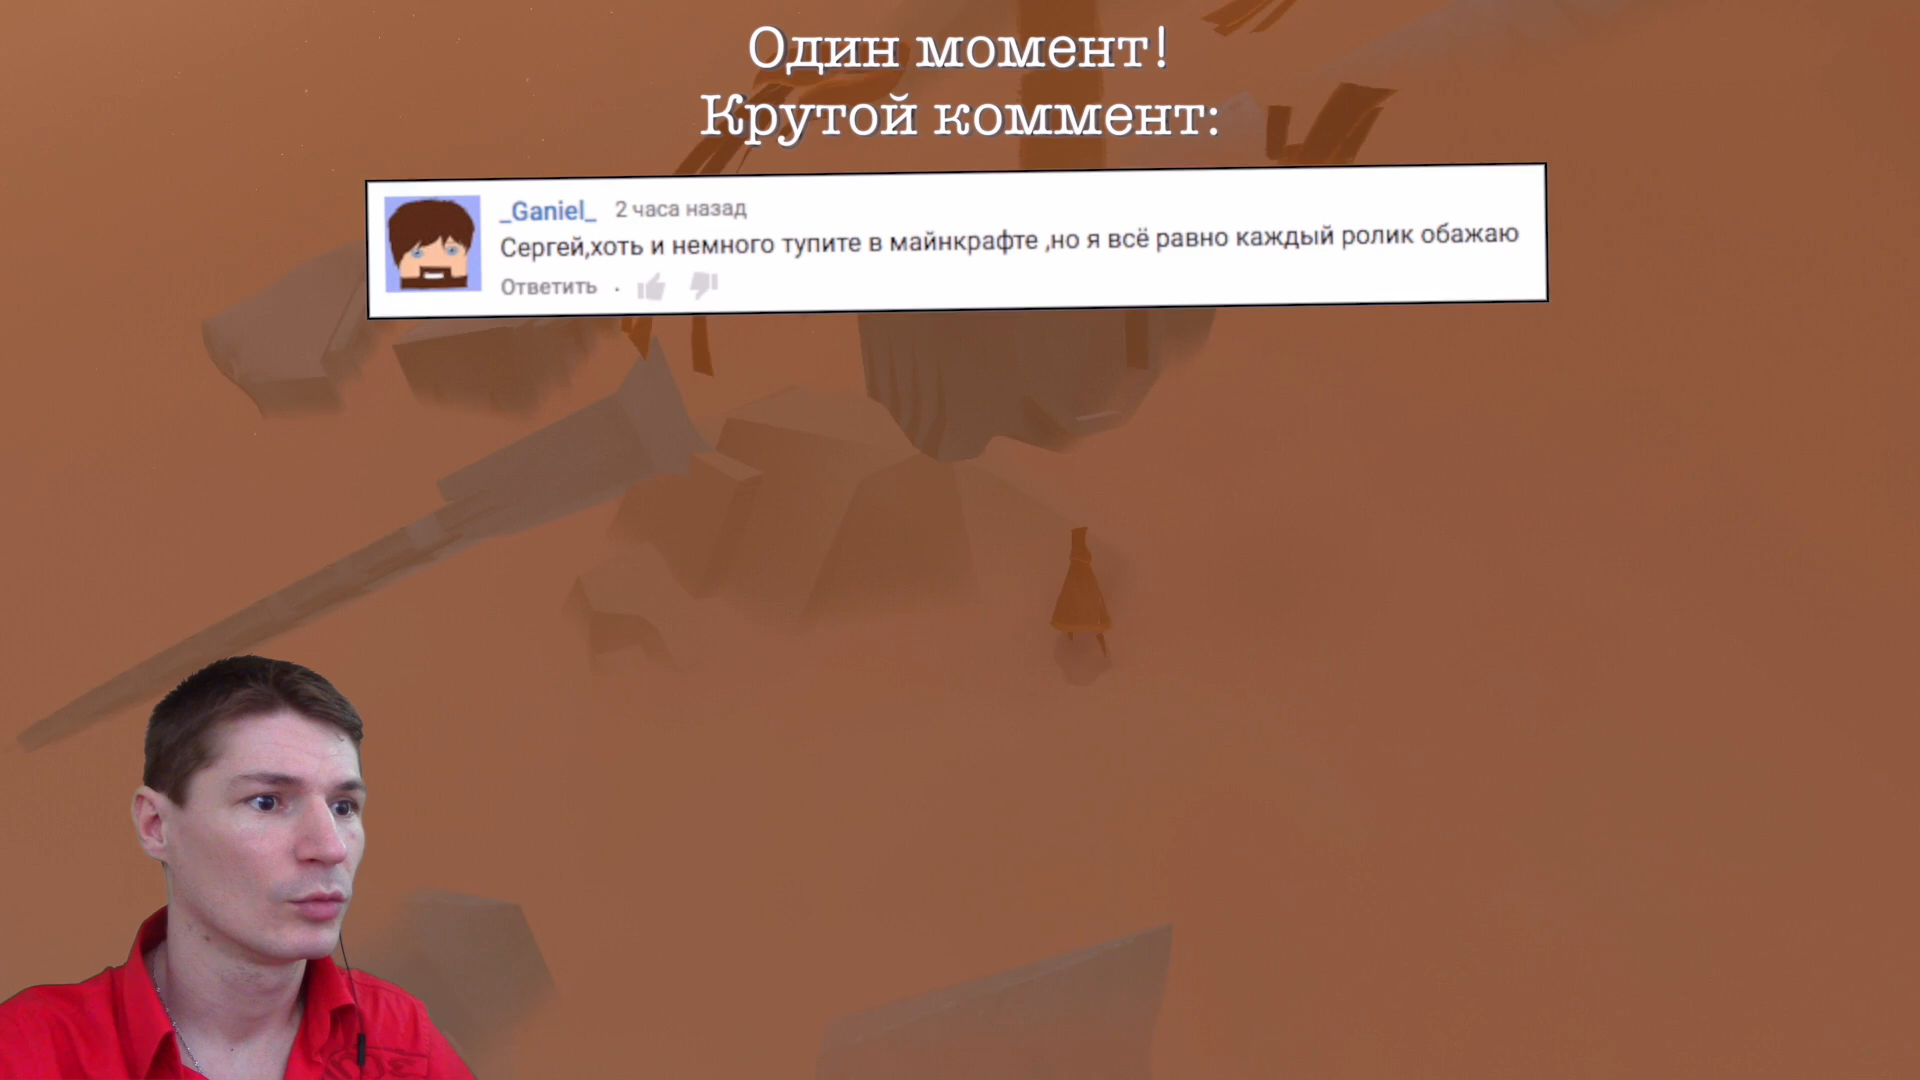 Один момент!
Крутой коммент:
_Ganiel_ 2 часа назад
Сергей,хоть и немного тупите в майнкрафте ,но я всё равно каждый ролик обажаю
Ответить ·